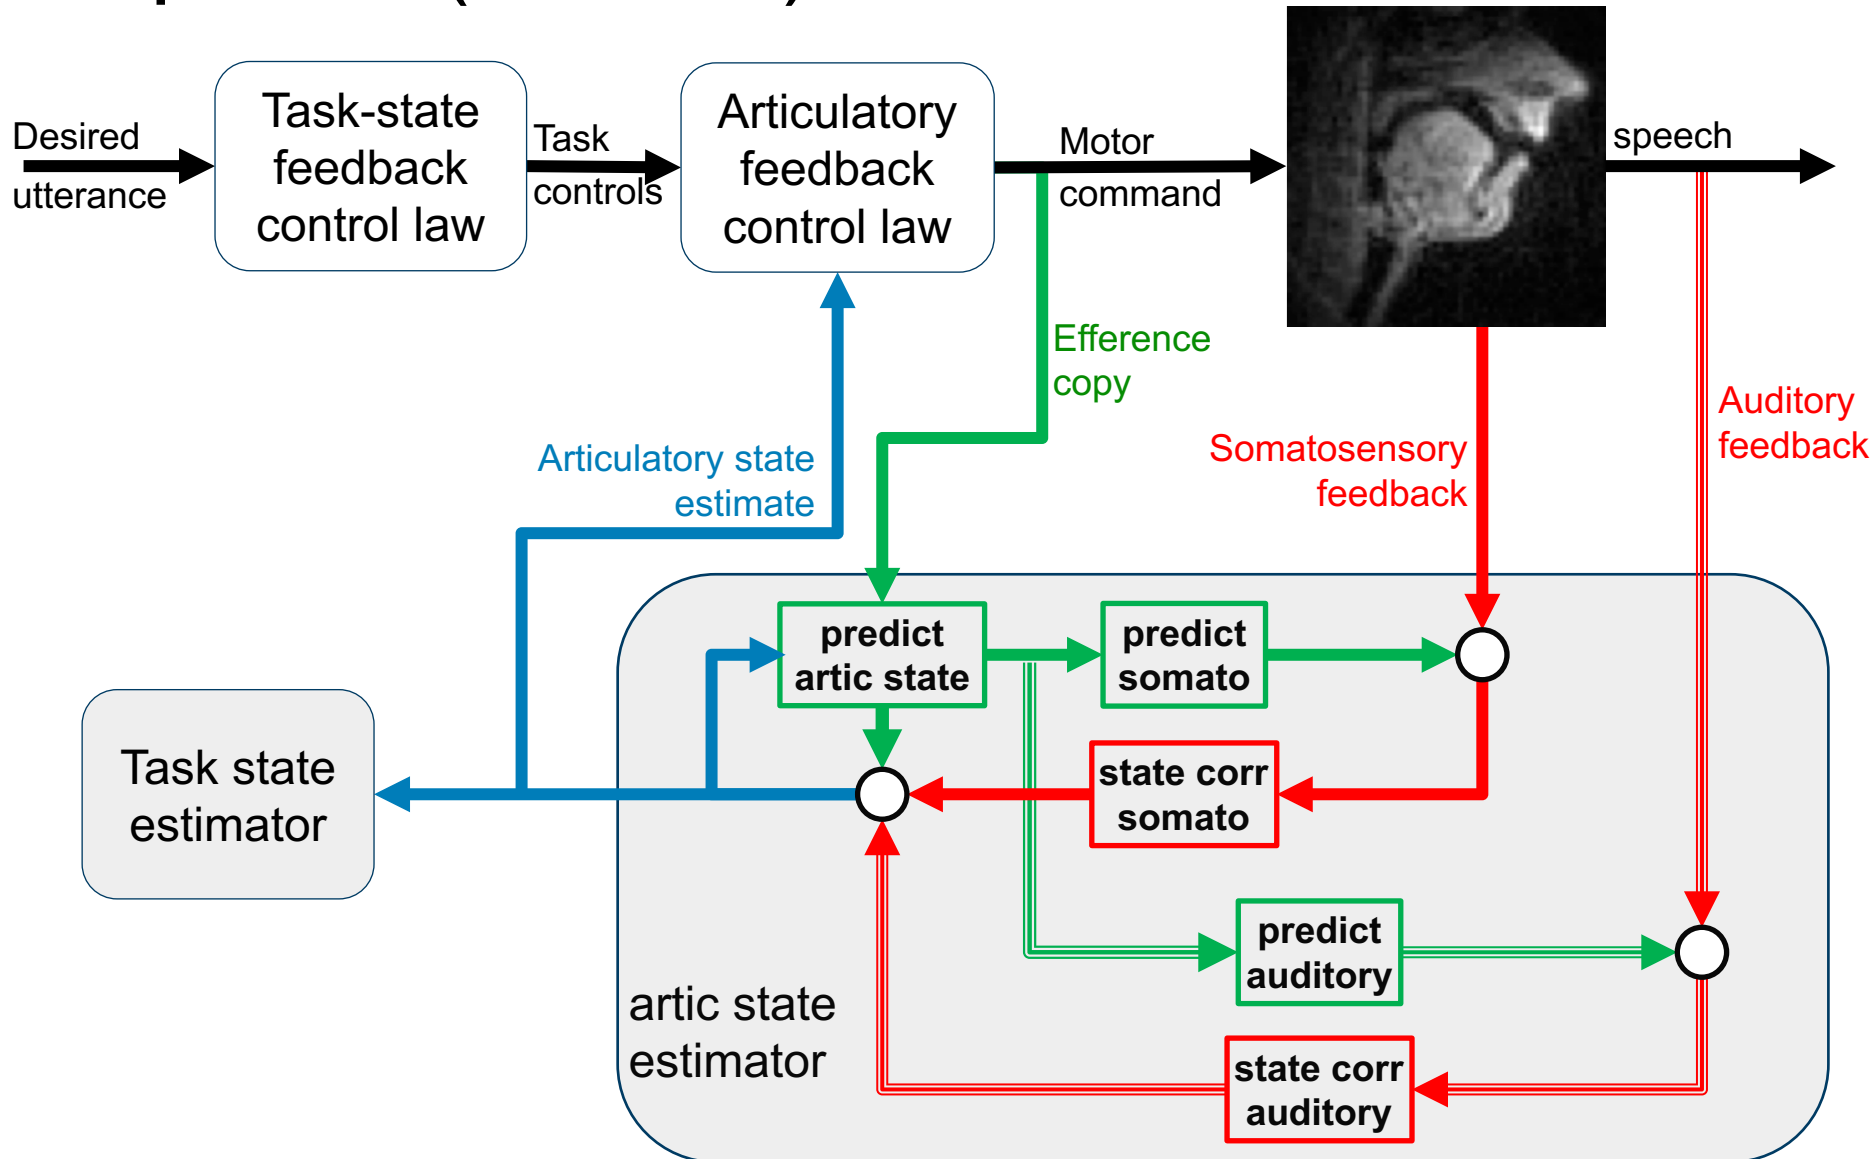 Desired
utterance
Task-state
feedback
control law
Task
controls
Articulatory
feedback
control law
Motor
command
speech
Efference
copy
Auditory
feedback
Somatosensory
feedback
Articulatory state
estimate
predict
artic state
predict
somato
Task state
estimator
state corr
somato
predict
auditory
artic state
estimator
state corr
auditory